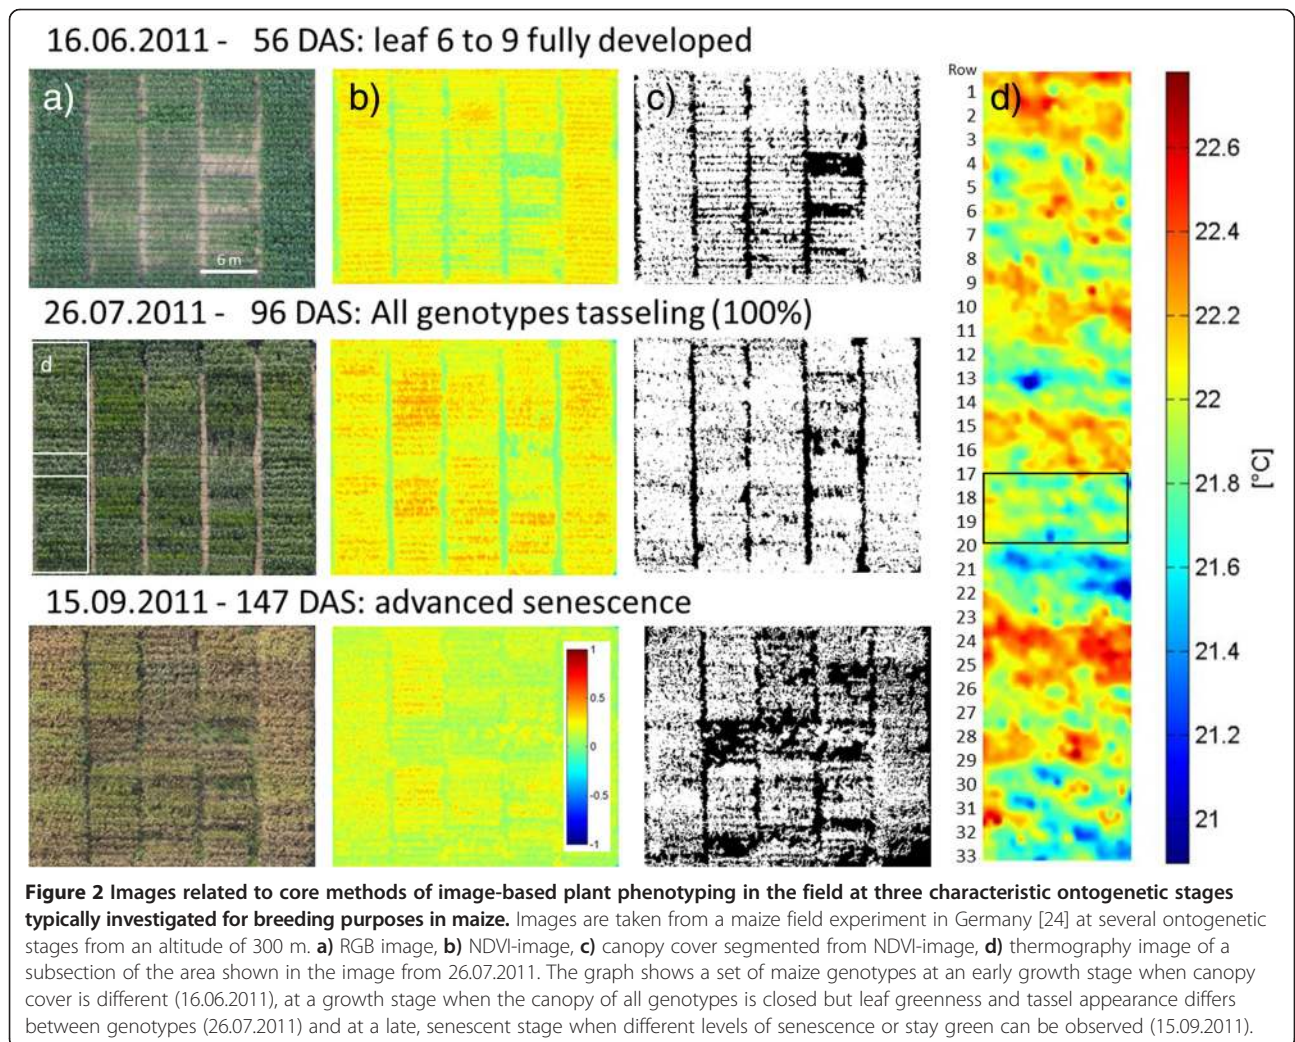 16.06.2011 - 56 DAS: leaf 6 to 9 fully developed
a)
b)
c)
d)
6 m
26.07.2011 - 96 DAS: All genotypes tasseling (100%)
d
15.09.2011 - 147 DAS: advanced senescence
1
0.5
0
-0.5
-1
Row
1
2
3
4
5
6
7
8
9
10
11
12
13
14
15
16
17
18
19
20
21
22
23
24
25
26
27
28
29
30
31
32
33
22.6
22.4
22.2
22
21.8
21.6
21.4
21.2
21
[°C]
Figure 2 Images related to core methods of image-based plant phenotyping in the field at three characteristic ontogenetic stages
typically investigated for breeding purposes in maize. Images are taken from a maize field experiment in Germany [24] at several ontogenetic
stages from an altitude of 300 m. a) RGB image, b) NDVI-image, c) canopy cover segmented from NDVI-image, d) thermography image of a
subsection of the area shown in the image from 26.07.2011. The graph shows a set of maize genotypes at an early growth stage when canopy
cover is different (16.06.2011), at a growth stage when the canopy of all genotypes is closed but leaf greenness and tassel appearance differs
between genotypes (26.07.2011) and at a late, senescent stage when different levels of senescence or stay green can be observed (15.09.2011).